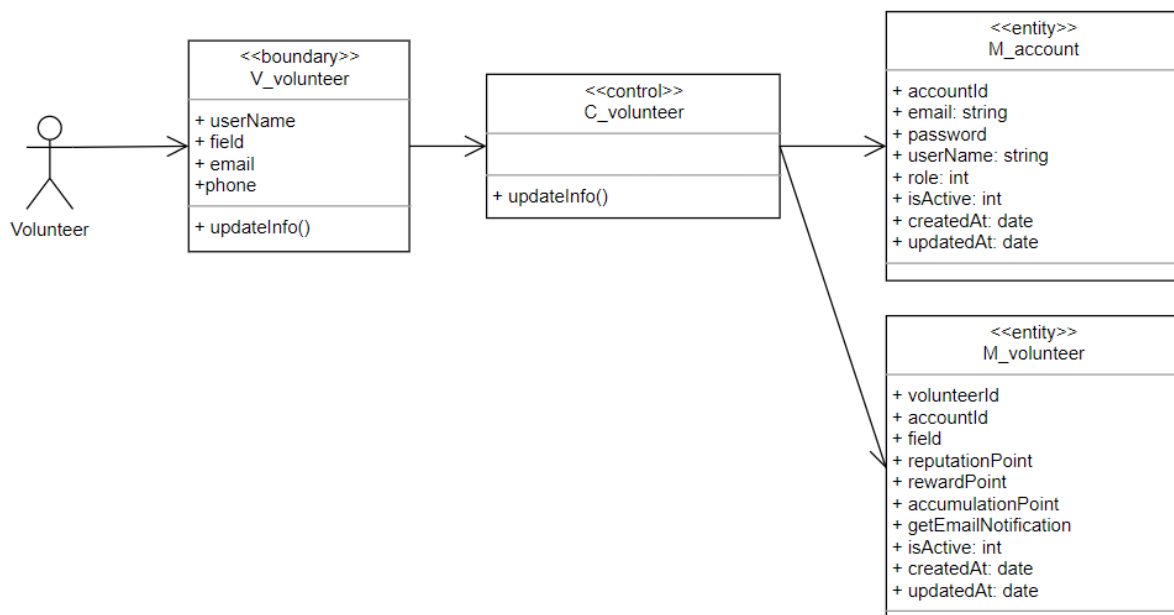 Volunteer
<<boundary>>
V_volunteer
+ userName
+ field
+ email
+phone
+ updateInfo()
<<control>>
C_volunteer
+ updateInfo()
<<entity>>
M_account
+ accountId
+ email: string
+ password
+ userName: string
+ role: int
+ isActive: int
+ createdAt: date
+ updatedAt: date
<<entity>>
M_volunteer
+ volunteerId
+ accountId
+ field
+ reputationPoint
+ rewardPoint
+ accumulationPoint
+ getEmailNotification
+ isActive: int
+ createdAt: date
+ updatedAt: date